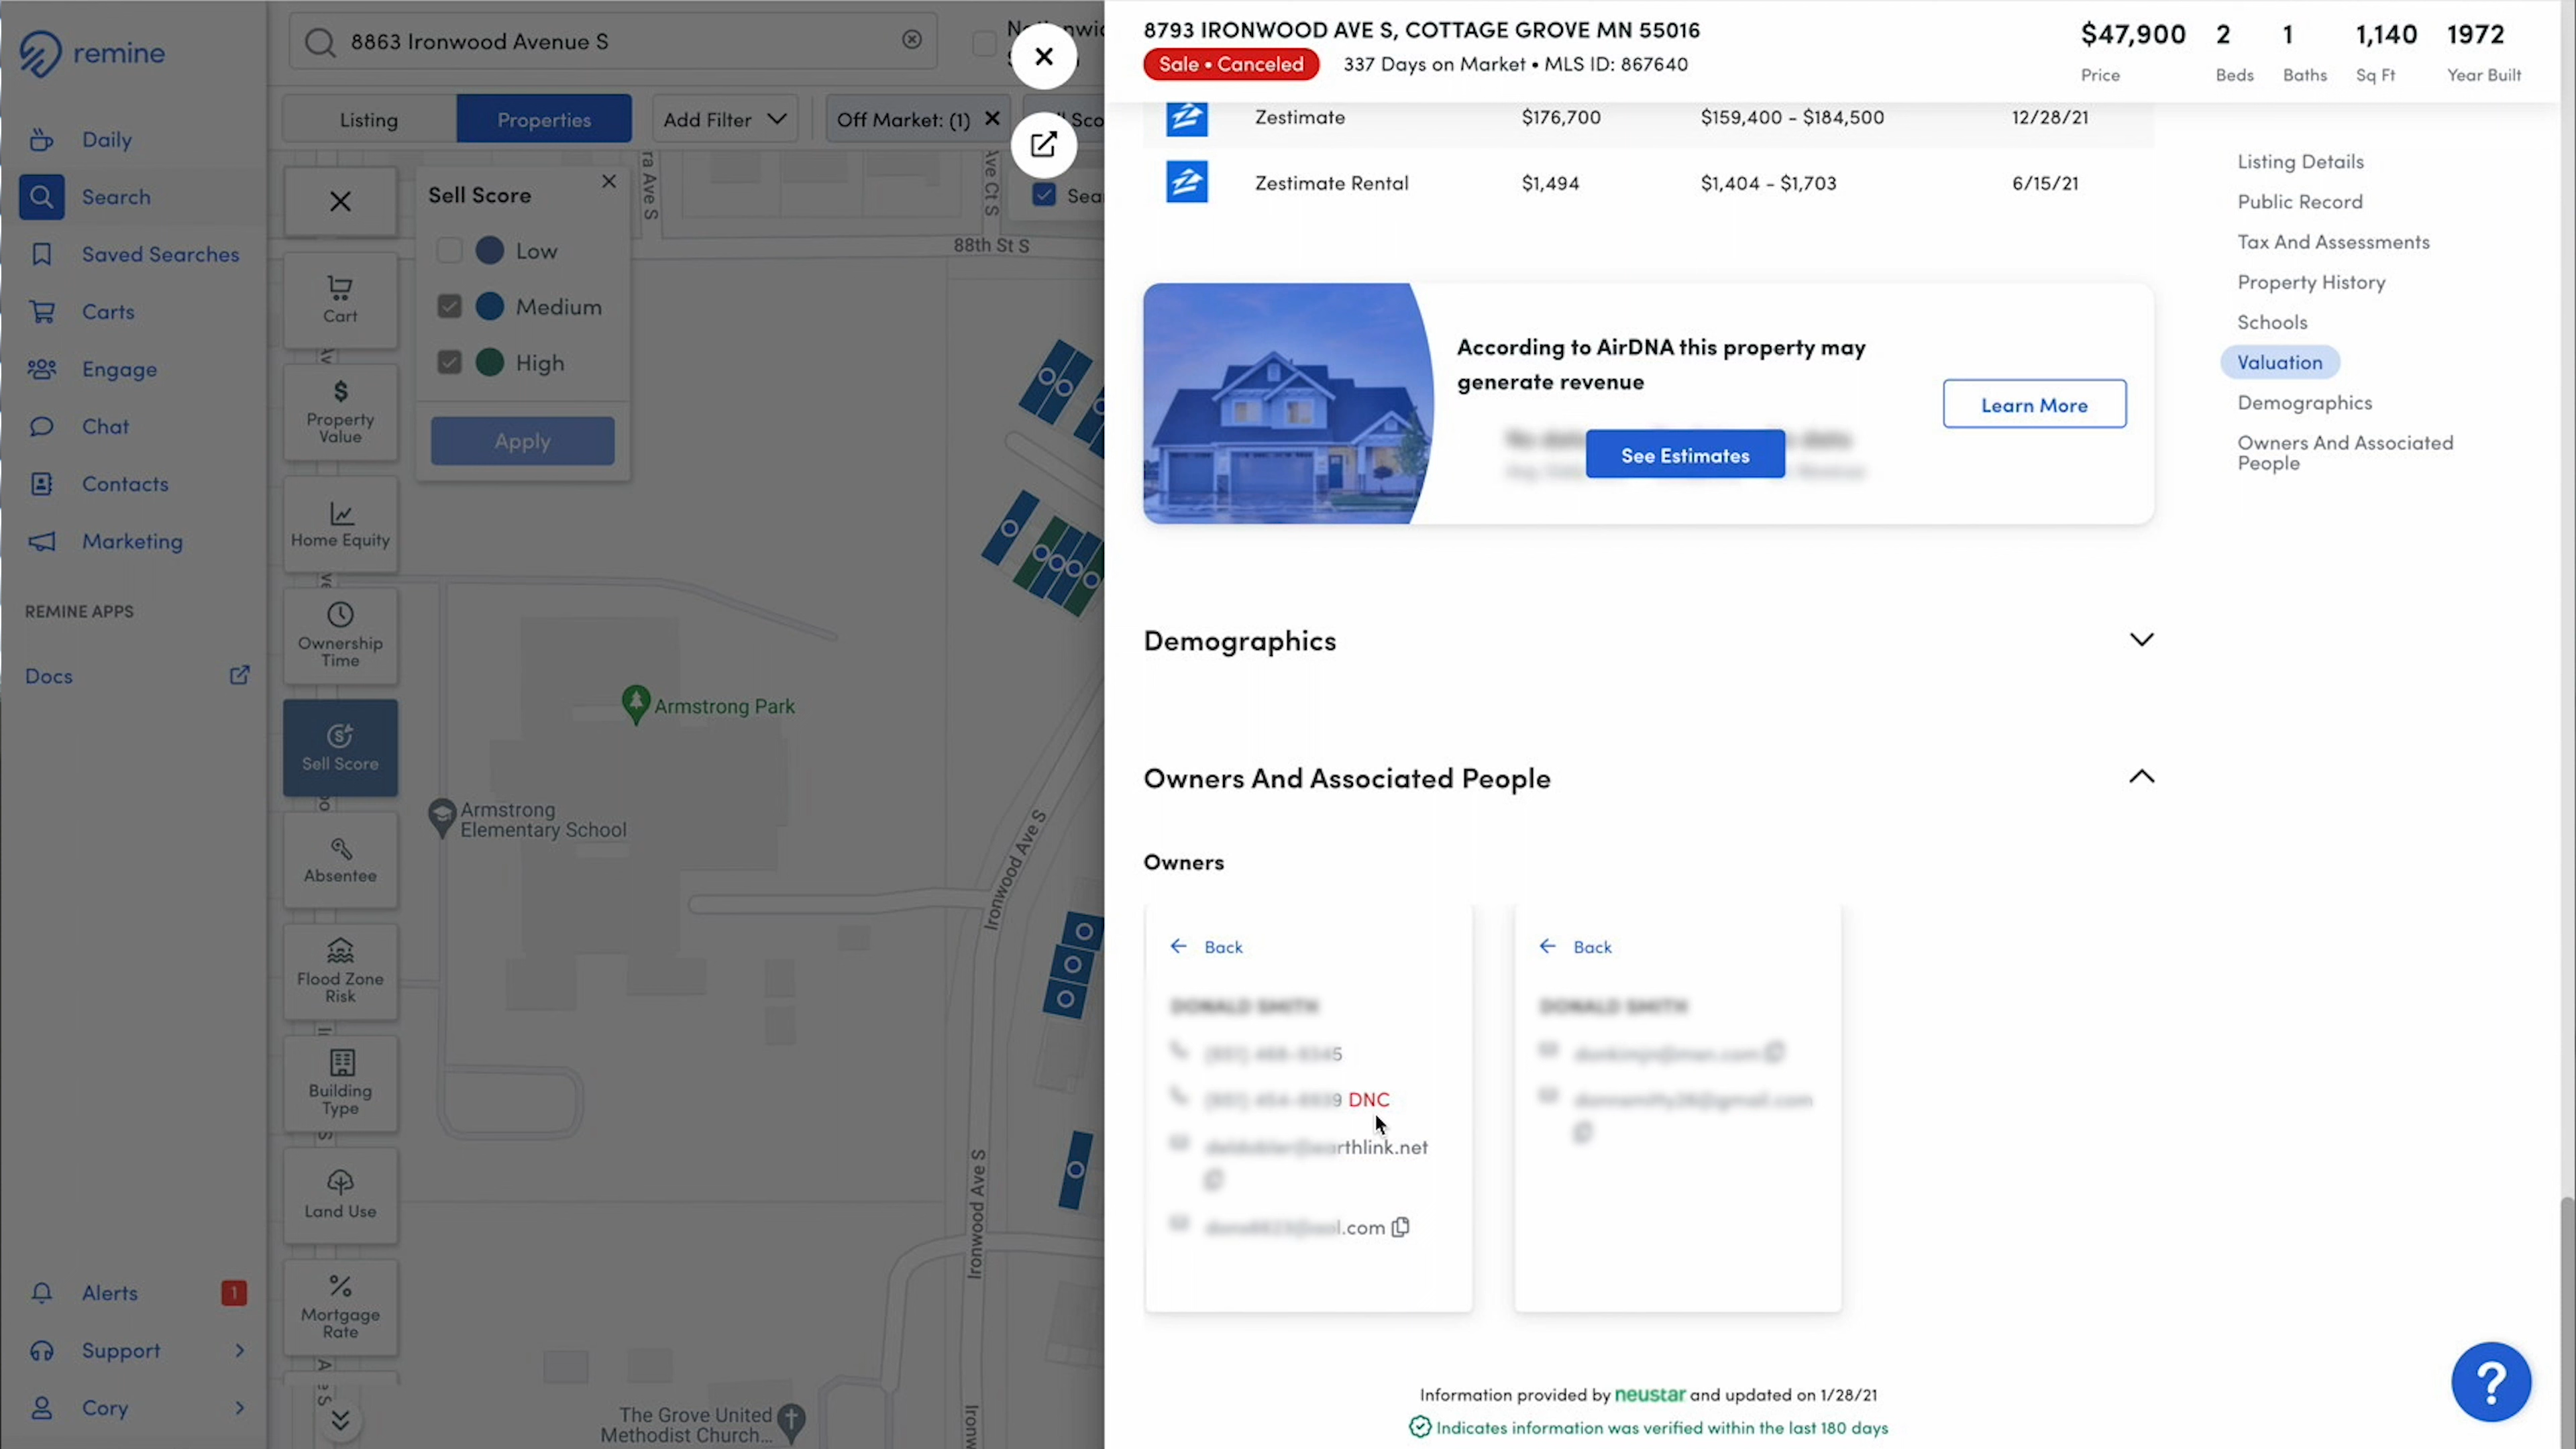 remine
Daily
Search
Saved Searches
Carts
Engage
Chat
Contacts
Marketing
REMINE APPS
Docs
Alerts
1
Support
Cory
8863 Ironwood Avenue S
Listing
Properties
Add Filter
Off Market: (1)
Cart
Property
Value
Home Equity
Ownership
Time
Sell Score
Absentee
Flood Zone
Risk
Building
Type
Land Use
Mortgage
Rate
Sell Score
Low
Medium
High
Apply
88th St S
Armstrong Park
Armstrong
Elementary School
Ironwood Ave S
Ironwood Ave S
The Grove United
Methodist Church...
8793 IRONWOOD AVE S, COTTAGE GROVE MN 55016
Sale • Canceled
337 Days on Market • MLS ID: 867640
$47,900
Price
2
Beds
1
Baths
1,140
Sq Ft
1972
Year Built
Zestimate $176,700 $159,400 - $184,500 12/28/21
Zestimate Rental $1,494 $1,404 - $1,703 6/15/21
According to AirDNA this property may
generate revenue
See Estimates
Learn More
Demographics
Owners And Associated People
Owners
Back
DNC
rthlink.net
.com
Back
Information provided by neustar and updated on 1/28/21
Indicates information was verified within the last 180 days
Listing Details
Public Record
Tax And Assessments
Property History
Schools
Valuation
Demographics
Owners And Associated
People
?